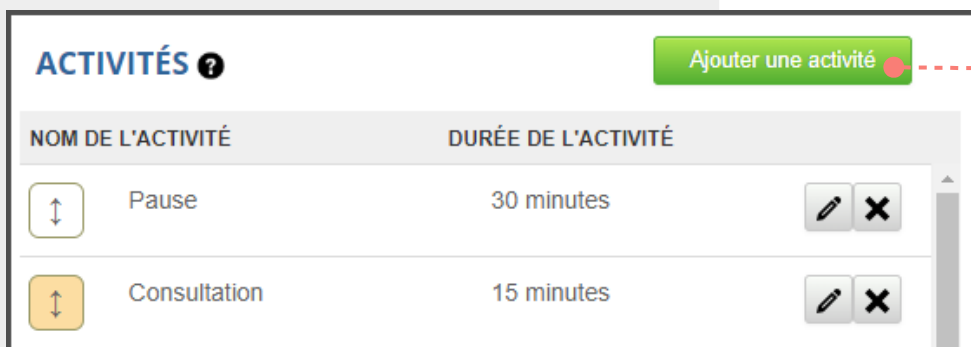 ACTIVITÉS ?
Ajouter une activité
NOM DE L'ACTIVITÉ DURÉE DE L'ACTIVITÉ
Pause 30 minutes
Consultation 15 minutes